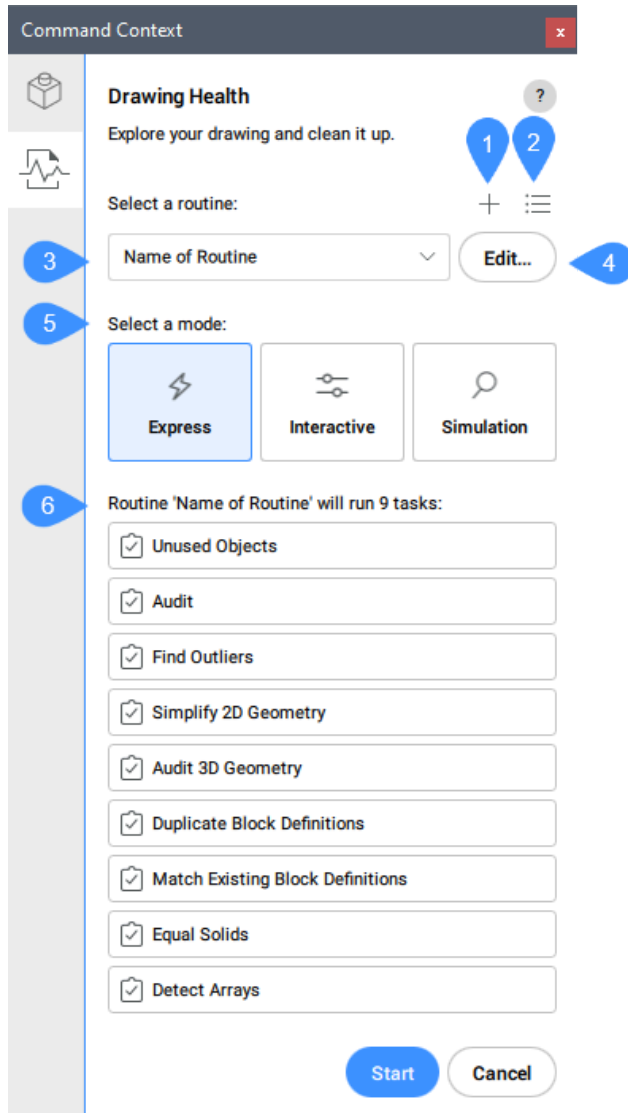 Command Context
x
Drawing Health
?
Explore your drawing and clean it up.
1
2
Select a routine:
3
Name of Routine
Edit...
4
5
Select a mode:
Express
Interactive
Simulation
6
Routine 'Name of Routine' will run 9 tasks:
Unused Objects
Audit
Find Outliers
Simplify 2D Geometry
Audit 3D Geometry
Duplicate Block Definitions
Match Existing Block Definitions
Equal Solids
Detect Arrays
Start
Cancel